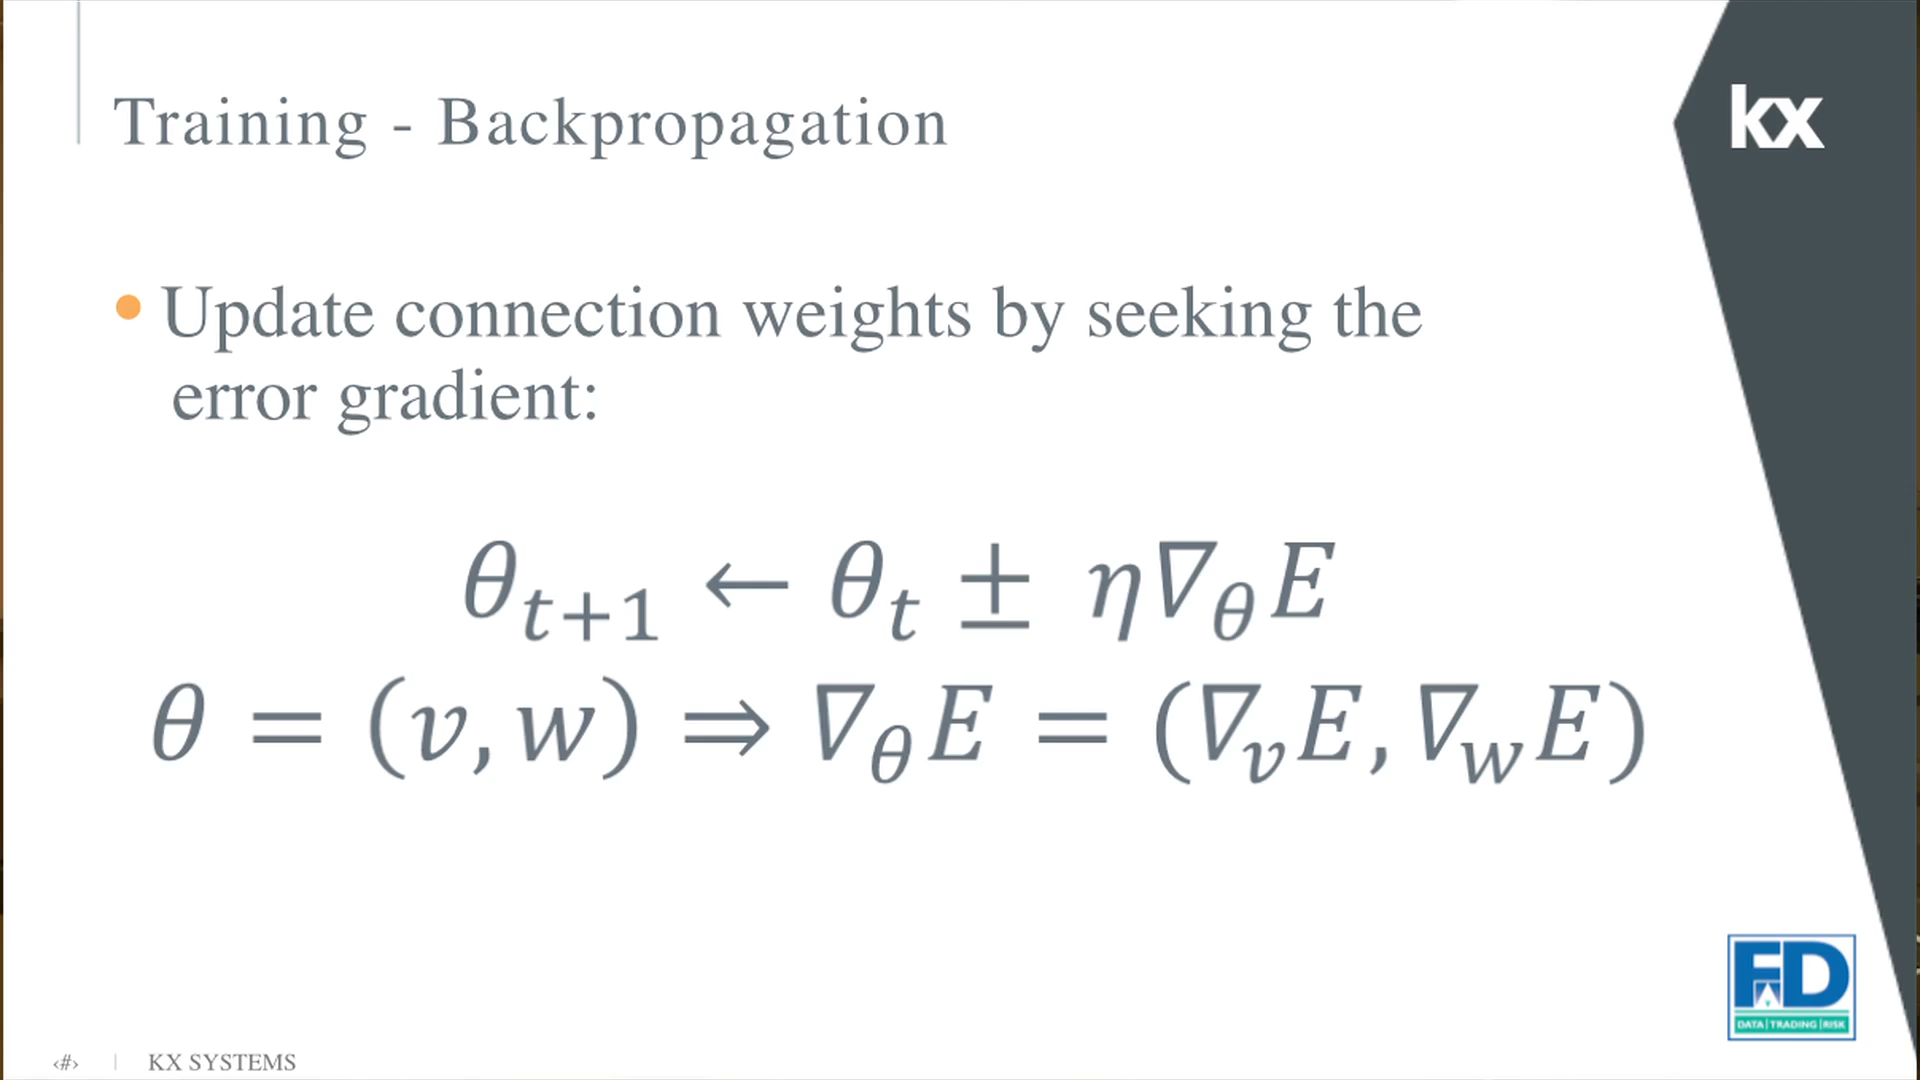 Training - Backpropagation
kx
• Update connection weights by seeking the
error gradient:
θ_{t+1} ← θ_t ± η∇_θE
θ = (v, w) ⇒ ∇_θE = (∇_vE, ∇_wE)
FD
DATA | TRADING | RISK
‹#› | KX SYSTEMS